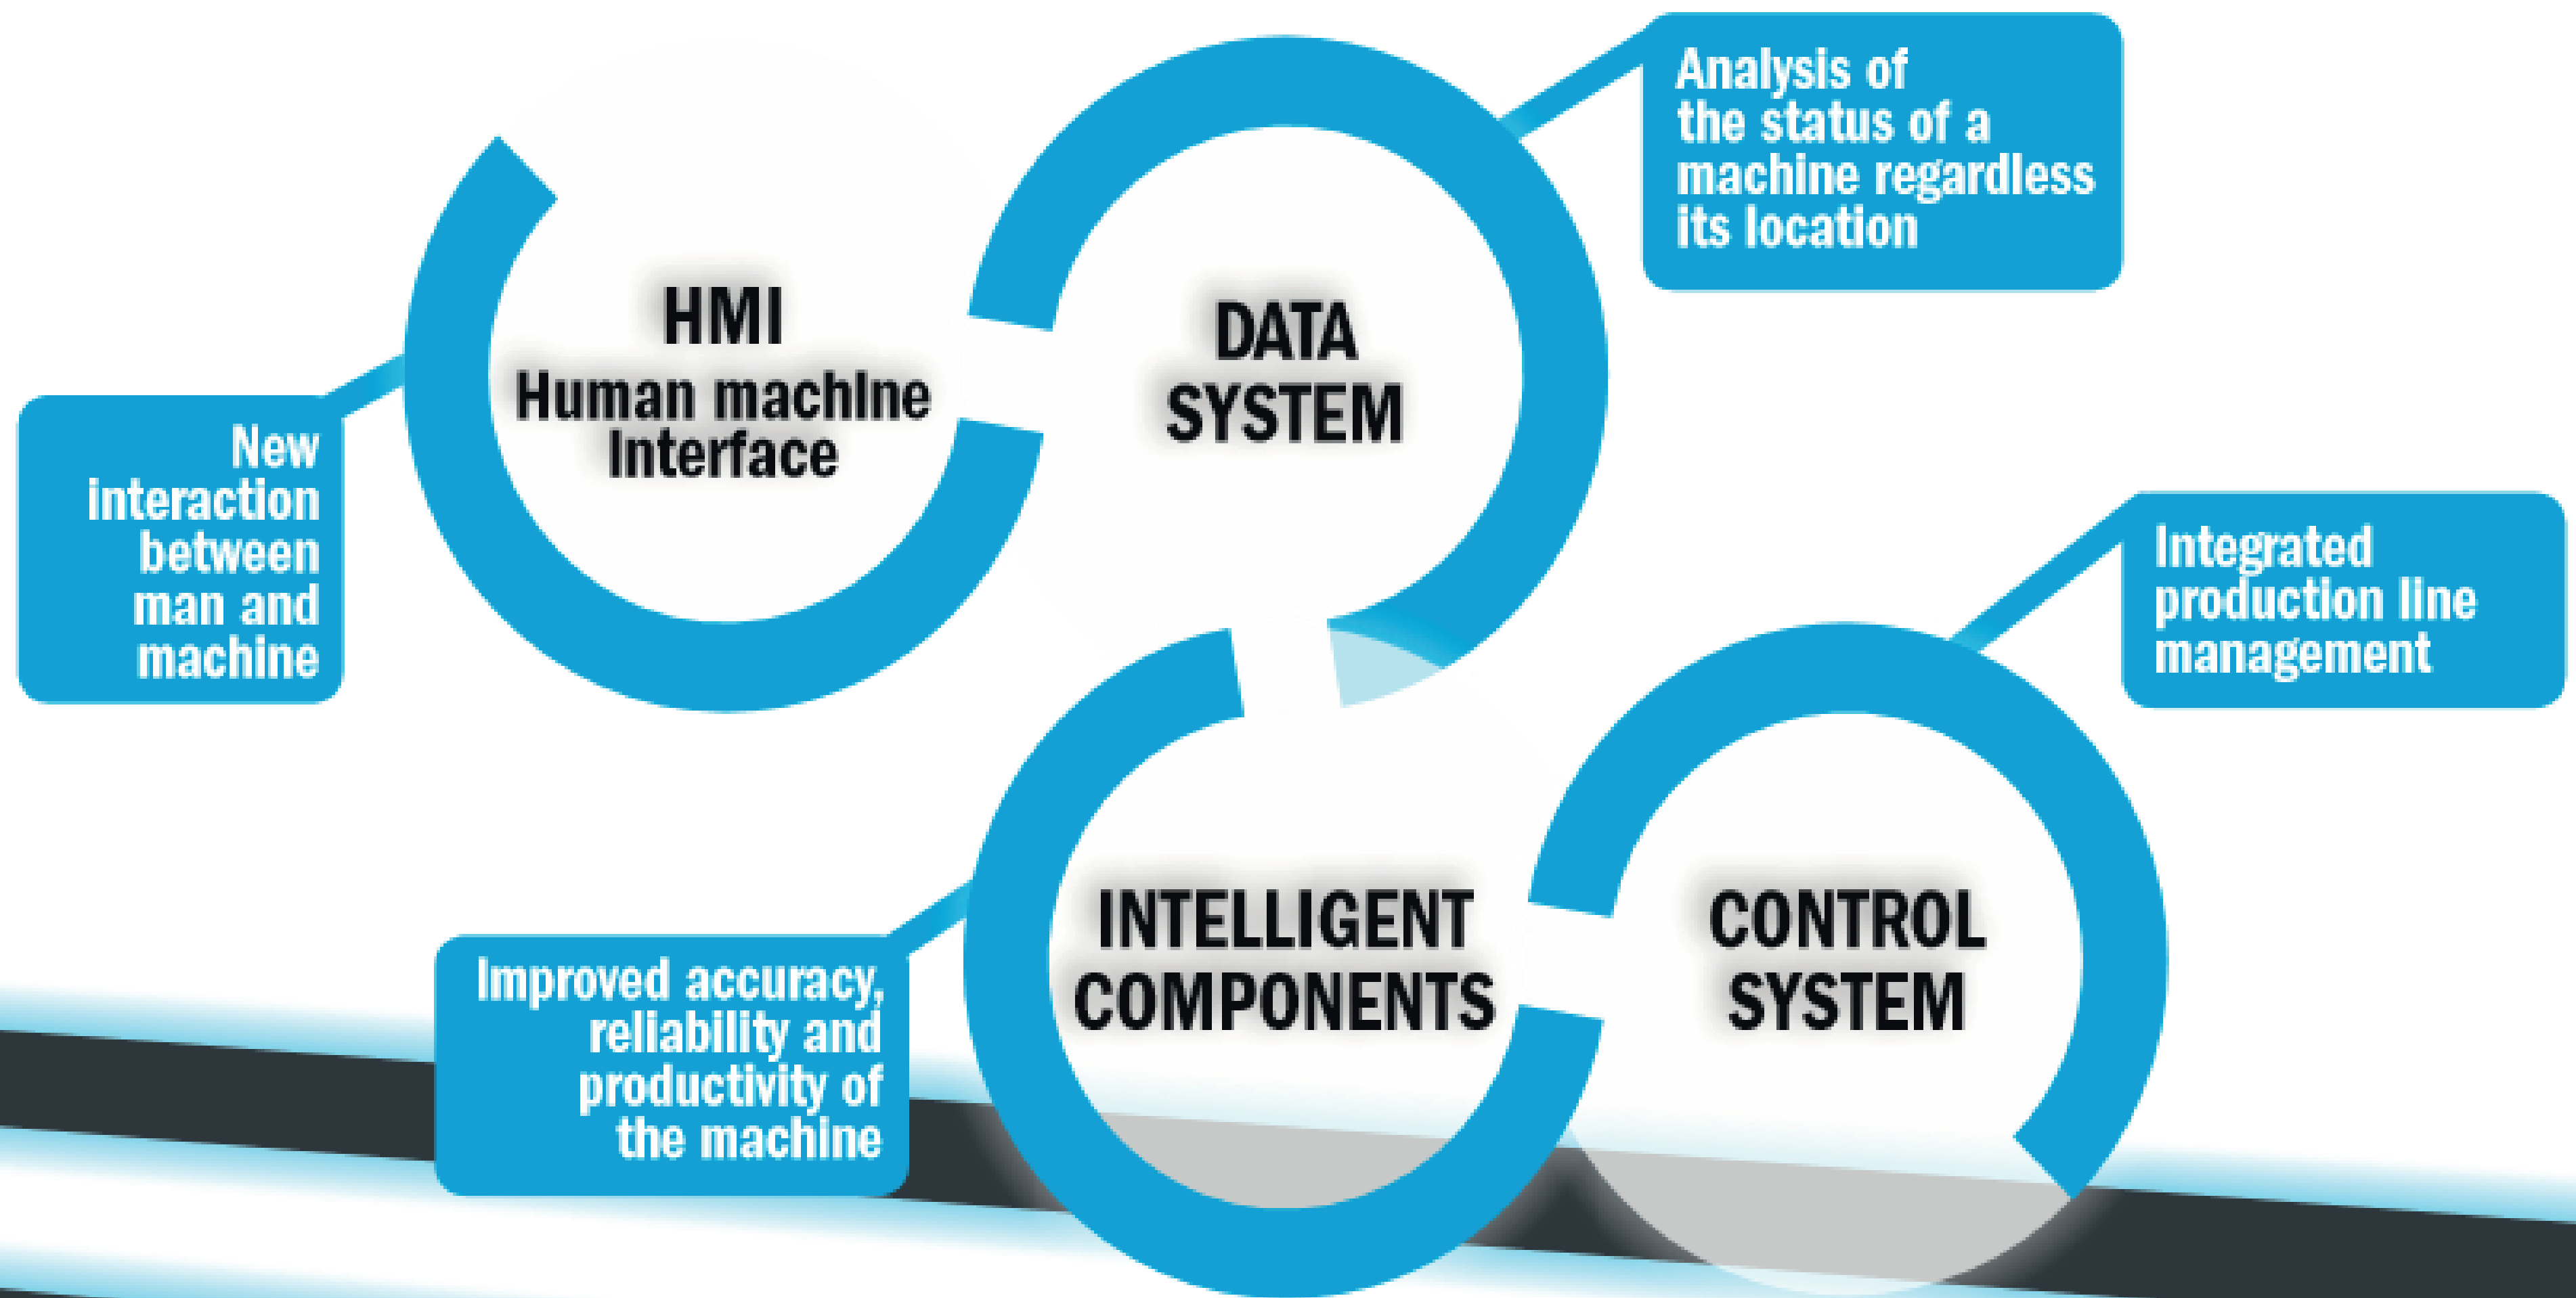 HMI
Human machine
Interface
New
interaction
between
man and
machine
DATA
SYSTEM
Analysis of
the status of a
machine regardless
its location
INTELLIGENT
COMPONENTS
Improved accuracy,
reliability and
productivity of
the machine
CONTROL
SYSTEM
Integrated
production line
management